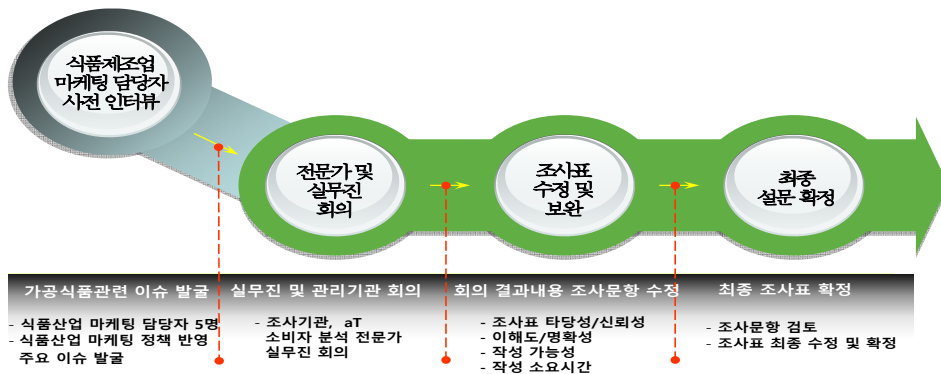 식품제조업
마케팅 담당자
사전 인터뷰
전문가 및
실무진
회의
조사표
수정 및
보완
최종
설문 확정
가공식품관련 이슈 발굴
- 식품산업 마케팅 담당자 5명
- 식품산업 마케팅 정책 반영
주요 이슈 발굴
실무진 및 관리기관 회의
- 조사기관, aT
소비자 분석 전문가
실무진 회의
회의 결과내용 조사문항 수정
- 조사표 타당성/신뢰성
- 이해도/명확성
- 작성 가능성
- 작성 소요시간
최종 조사표 확정
- 조사문항 검토
- 조사표 최종 수정 및 확정